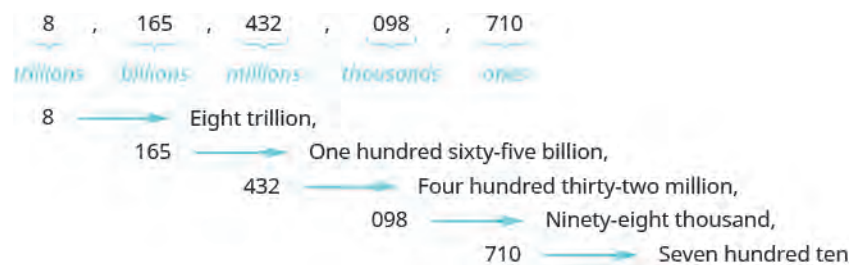 8 , 165 , 432 , 098 , 710
trillions billions millions thousands ones
8 Eight trillion,
165 One hundred sixty-five billion,
432 Four hundred thirty-two million,
098 Ninety-eight thousand,
710 Seven hundred ten